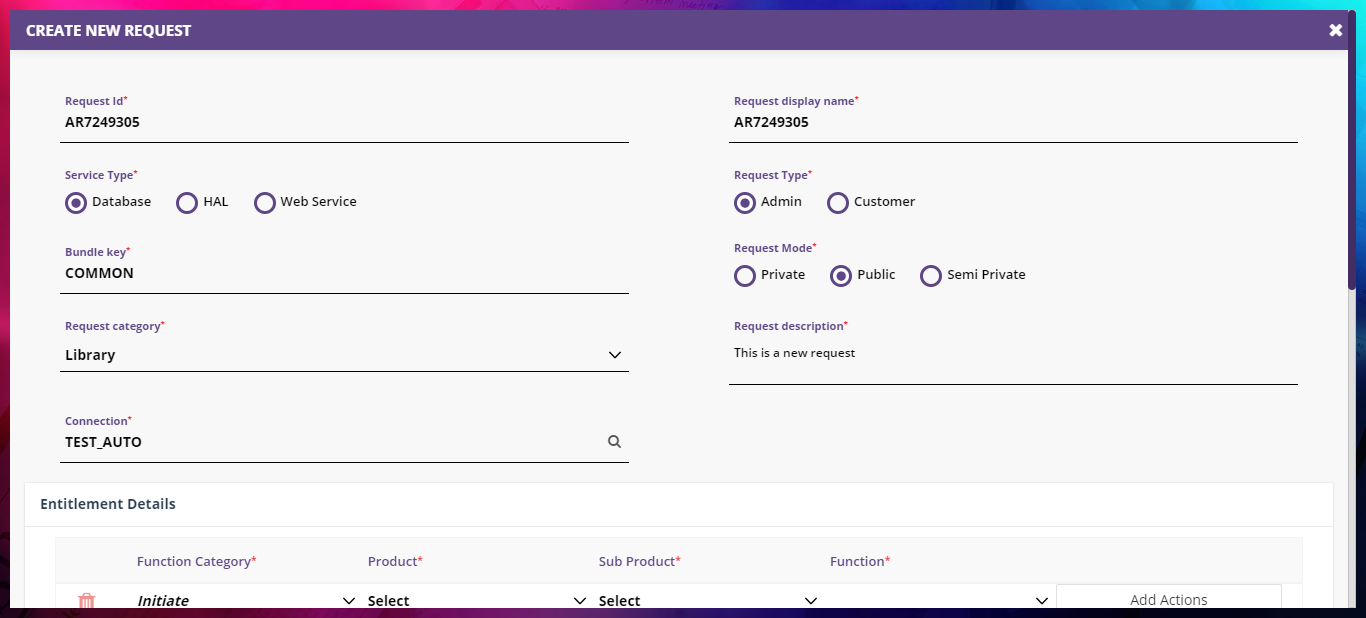 CREATE NEW REQUEST
Request Id*
AR7249305
Request display name*
AR7249305
Service Type*
Database HAL Web Service
Request Type*
Admin Customer
Bundle key*
COMMON
Request Mode*
Private Public Semi Private
Request category*
Library
Request description*
This is a new request
Connection*
TEST_AUTO
Entitlement Details
Function Category* Product* Sub Product* Function*
Initiate Select Select Add Actions